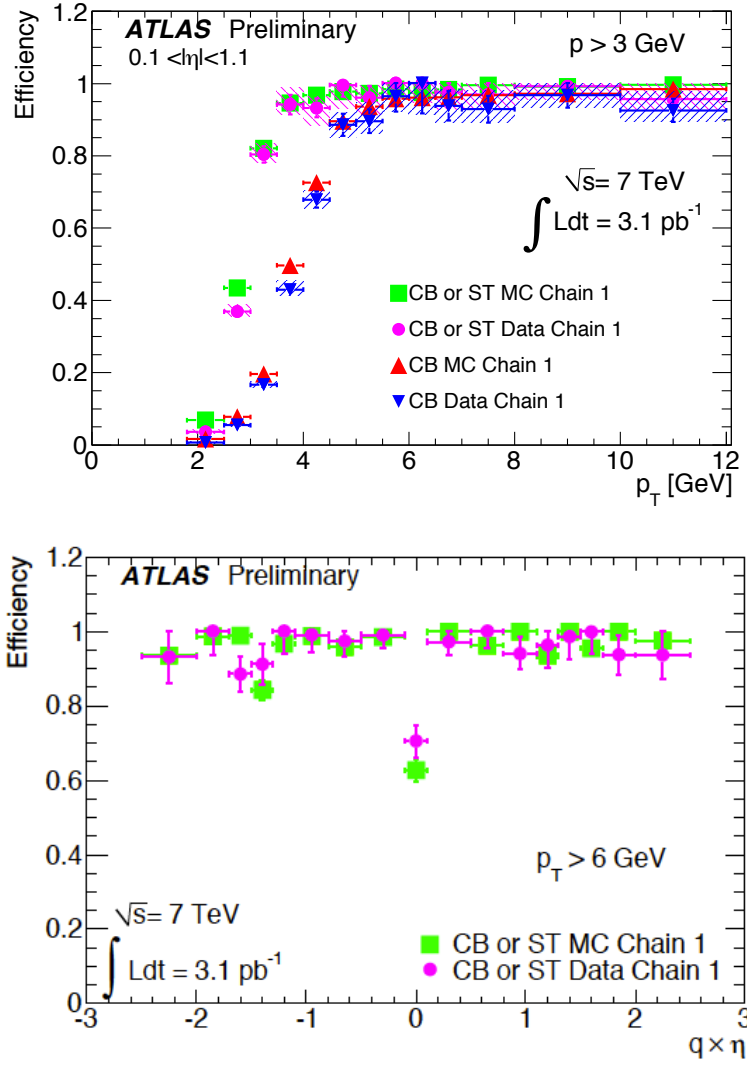 ATLAS Preliminary
0.1 <|η|<1.1
p > 3 GeV
Efficiency
1.2
1
0.8
0.6
0.4
0.2
0
√s= 7 TeV
∫ Ldt = 3.1 pb⁻¹
CB or ST MC Chain 1
CB or ST Data Chain 1
CB MC Chain 1
CB Data Chain 1
0 2 4 6 8 10 12
p_T [GeV]
ATLAS Preliminary
Efficiency
1.2
1
0.8
0.6
0.4
0.2
0
p_T > 6 GeV
√s= 7 TeV
∫ Ldt = 3.1 pb⁻¹
CB or ST MC Chain 1
CB or ST Data Chain 1
-3 -2 -1 0 1 2 3
q × η